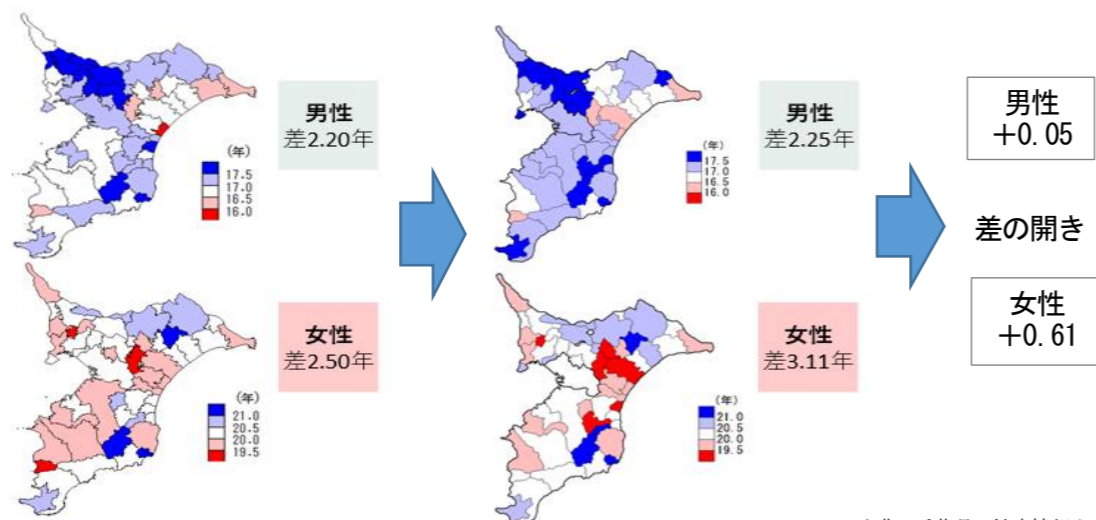 男性
差2.20年
(年)
17.5
17.0
16.5
16.0
男性
差2.25年
(年)
17.5
17.0
16.5
16.0
男性
+0.05
差の開き
女性
+0.61
女性
差2.50年
(年)
21.0
20.5
20.0
19.5
女性
差3.11年
(年)
21.0
20.5
20.0
19.5